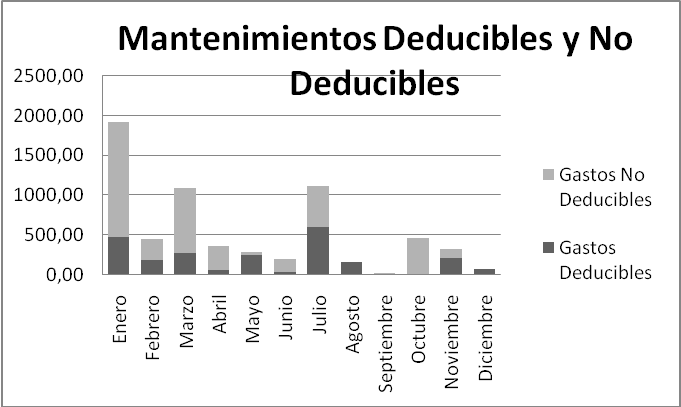 Mantenimientos Deducibles y No
Deducibles
2500,00
2000,00
1500,00
1000,00
500,00
0,00
Enero
Febrero
Marzo
Abril
Mayo
Junio
Julio
Agosto
Septiembre
Octubre
Noviembre
Diciembre
Gastos No
Deducibles
Gastos
Deducibles